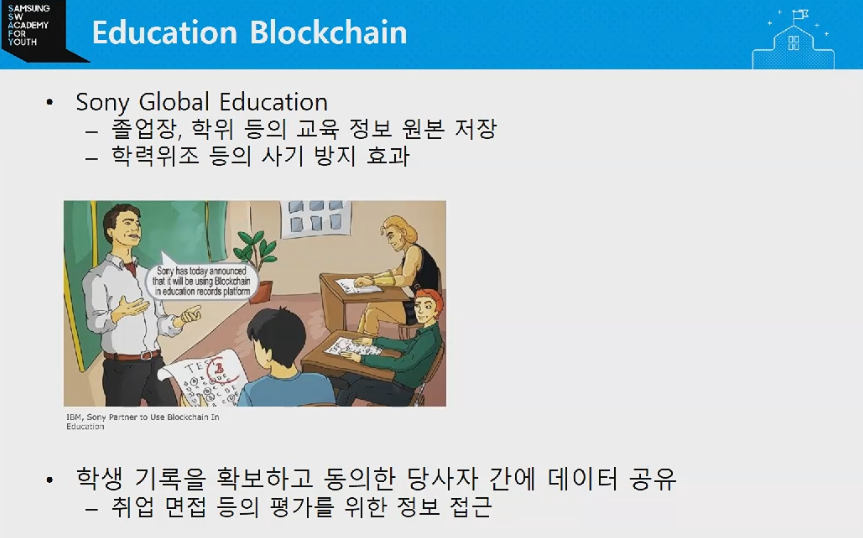 SAMSUNG
SW
ACADEMY
FOR
YOUTH
Education Blockchain
• Sony Global Education
– 졸업장, 학위 등의 교육 정보 원본 저장
– 학력위조 등의 사기 방지 효과
Sony has today announced
that it will be using Blockchain
in education records platform
TEST
IBM, Sony Partner to Use Blockchain In
Education
• 학생 기록을 확보하고 동의한 당사자 간에 데이터 공유
– 취업 면접 등의 평가를 위한 정보 접근